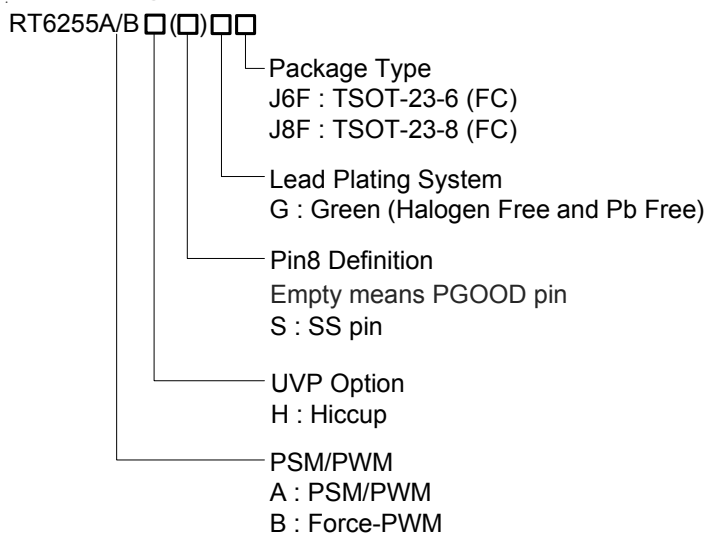 RT6255A/B □(□)□□
Package Type
J6F : TSOT-23-6 (FC)
J8F : TSOT-23-8 (FC)
Lead Plating System
G : Green (Halogen Free and Pb Free)
Pin8 Definition
Empty means PGOOD pin
S : SS pin
UVP Option
H : Hiccup
PSM/PWM
A : PSM/PWM
B : Force-PWM